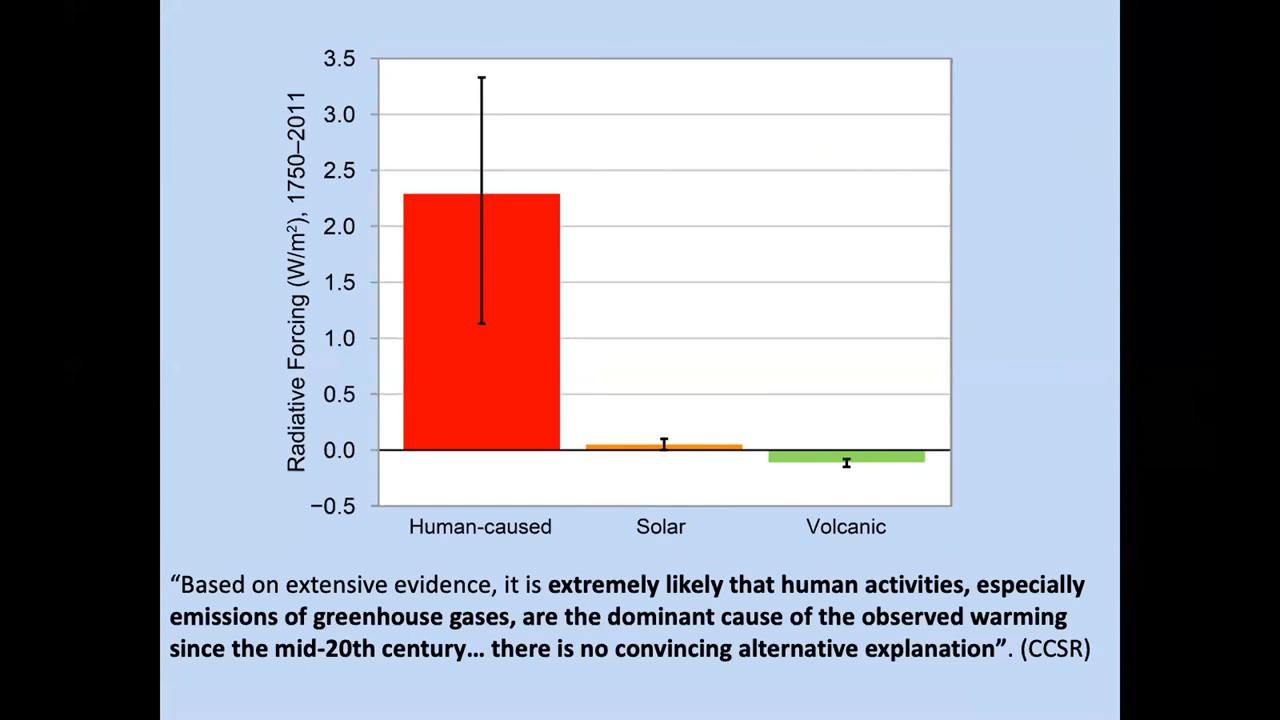 3.5
3.0
2.5
2.0
1.5
1.0
0.5
0.0
−0.5
Radiative Forcing (W/m²), 1750–2011
Human-caused
Solar
Volcanic
“Based on extensive evidence, it is extremely likely that human activities, especially
emissions of greenhouse gases, are the dominant cause of the observed warming
since the mid-20th century… there is no convincing alternative explanation”. (CCSR)